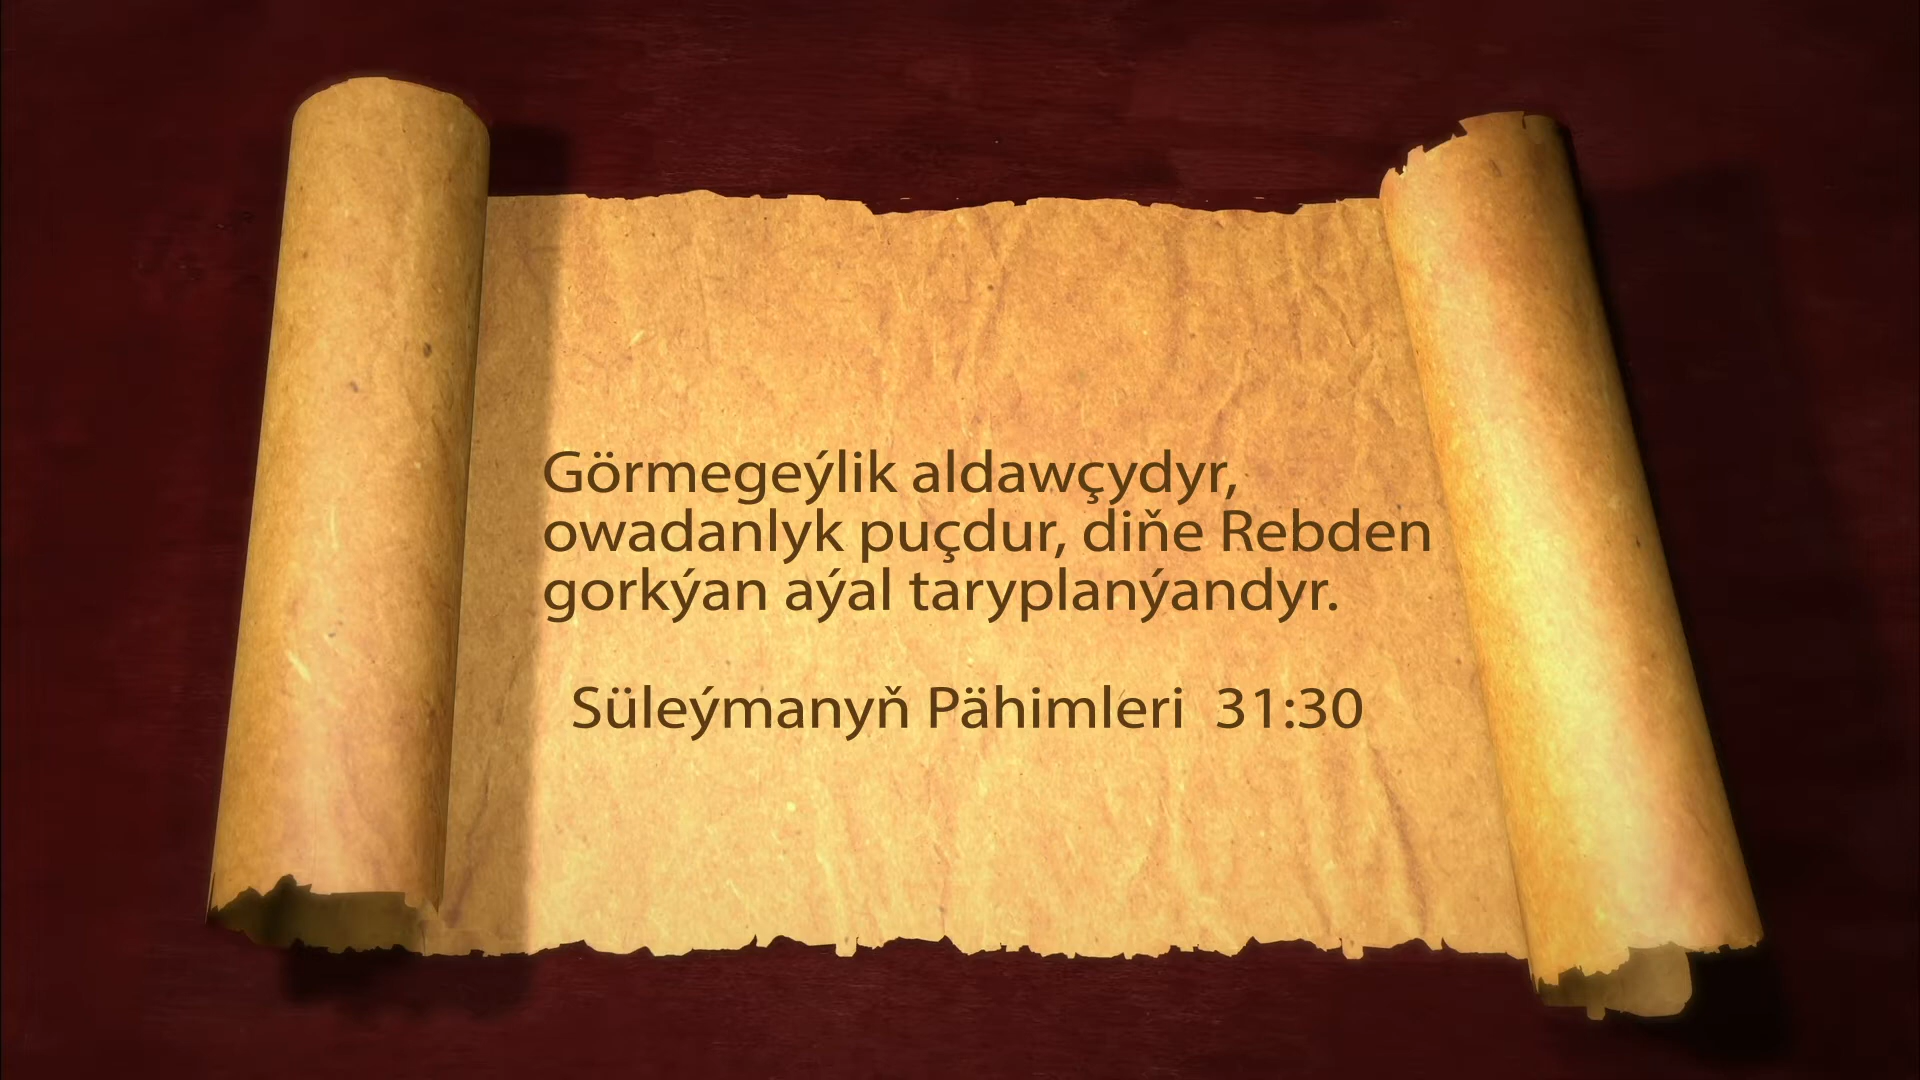 Görmegeýlik aldawçydyr,
owadanlyk puçdur, diňe Rebden
gorkýan aýal taryplanýandyr.
Süleýmanyň Pähimleri 31:30